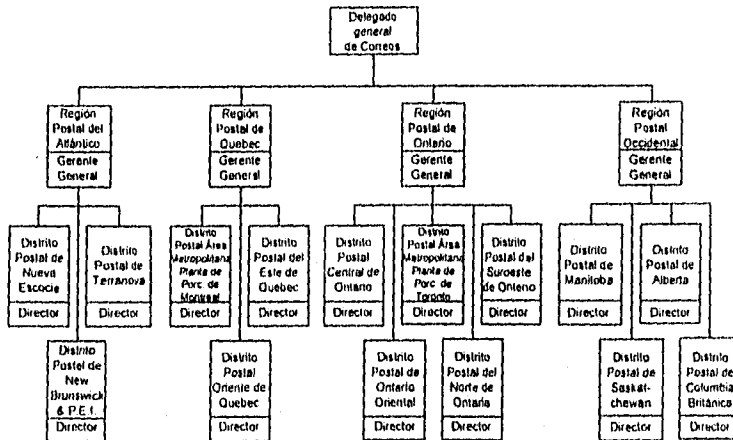 Delegado
general
de Correos
Región
Postal del
Atlántico
Gerente
General
Región
Postal de
Quebec
Gerente
General
Región
Postal de
Ontario
Gerente
General
Región
Postal
Occidental
Gerente
General
Distrito
Postal de
Nueva
Escocia
Director
Distrito
Postal de
Terranova
Director
Distrito
Postal Área
Metropolitana
Planta de
Porc. de
Montreal
Director
Distrito
Postal del
Este de
Quebec
Director
Distrito
Postal
Central de
Ontario
Director
Distrito
Postal Área
Metropolitana
Planta de
Porc. de
Toronto
Director
Distrito
Postal del
Suroeste
de Ontario
Director
Distrito
Postal de
Manitoba
Director
Distrito
Postal de
Alberta
Director
Distrito
Postal de
New
Brunswick
& P.E.I.
Director
Distrito
Postal
Oriente de
Quebec
Director
Distrito
Postal de
Ontario
Oriental
Director
Distrito
Postal del
Norte de
Ontario
Director
Distrito
Postal de
Saskat-
chewan
Director
Distrito
Postal de
Columbia
Británica
Director